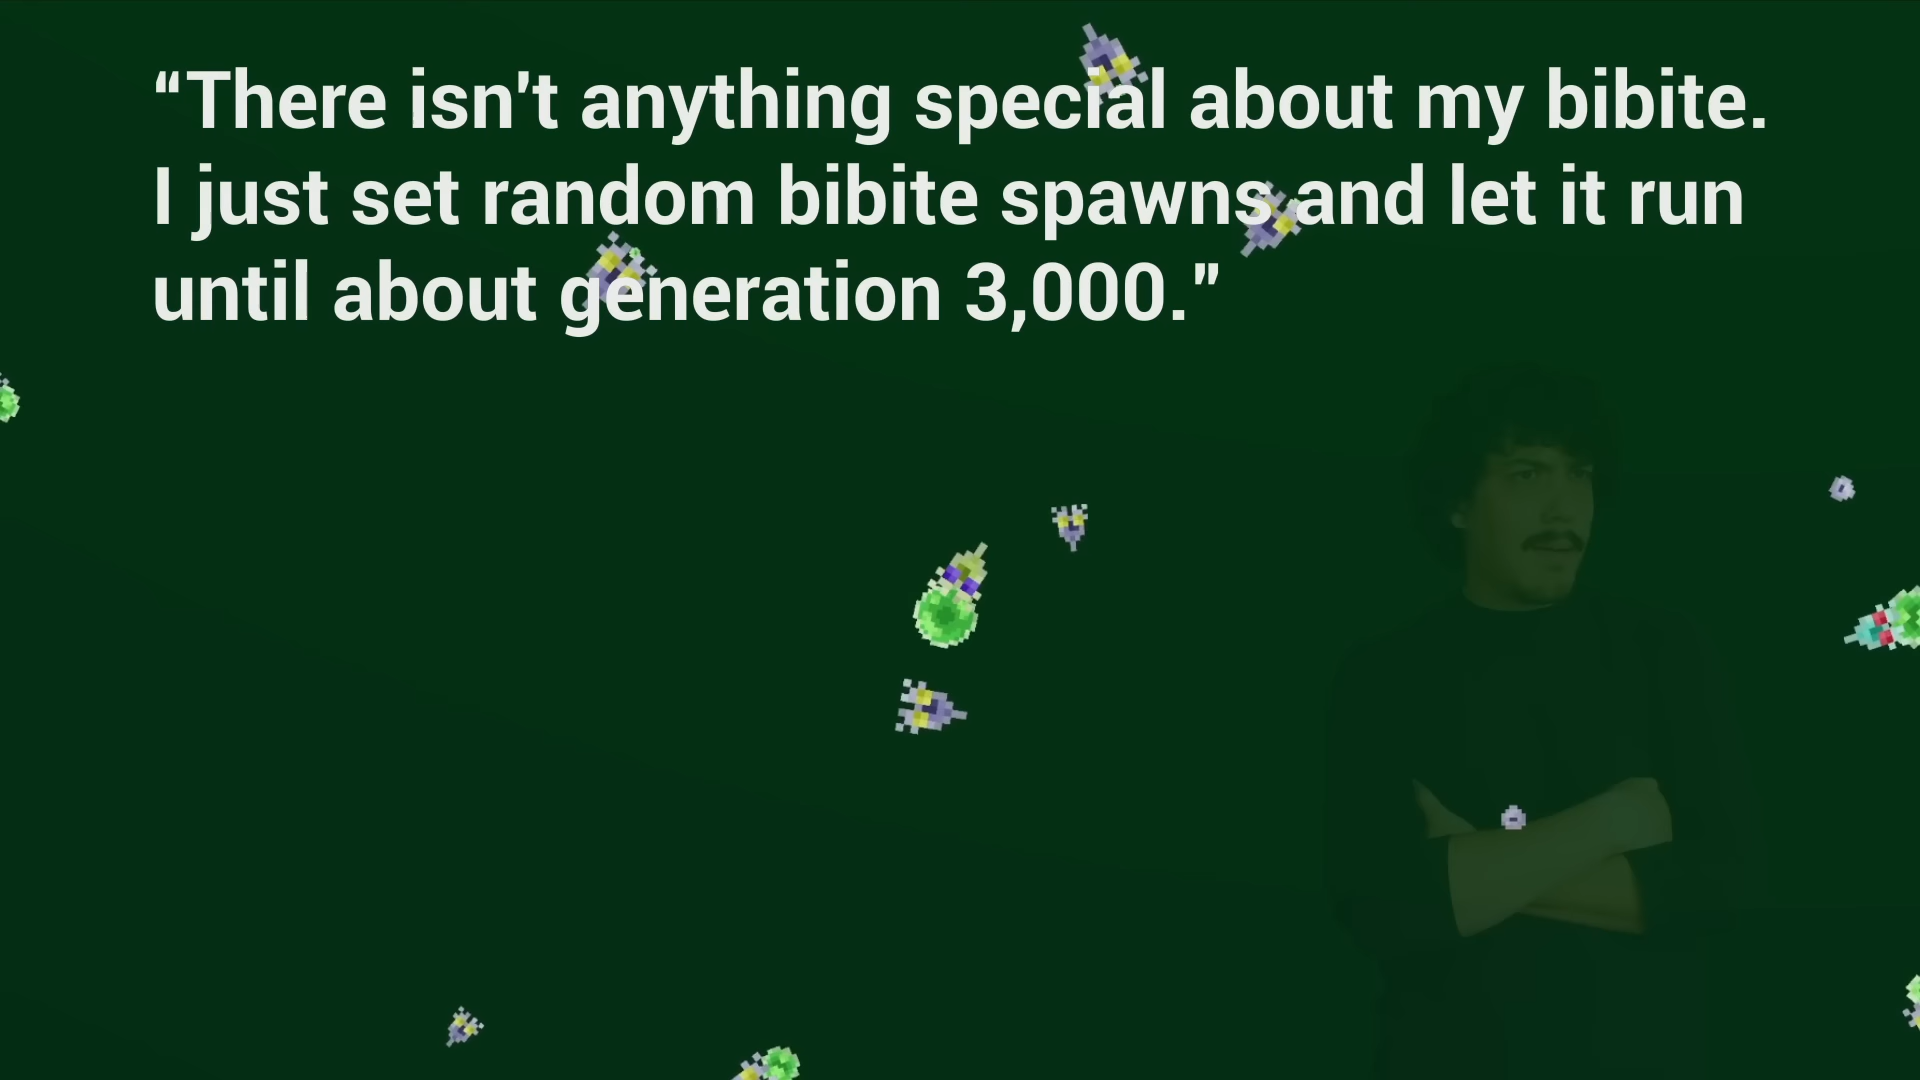 “There isn't anything special about my bibite.
I just set random bibite spawns and let it run
until about generation 3,000.”